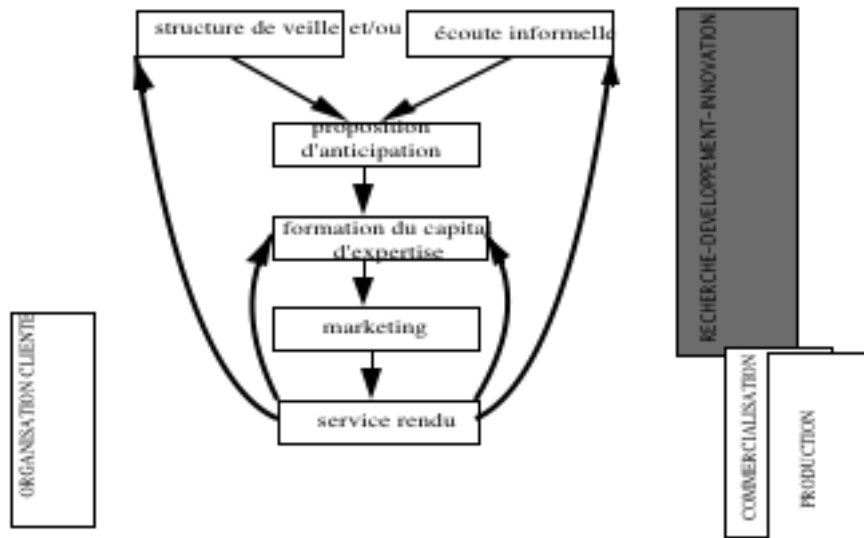 structure de veille et/ou écoute informelle
proposition
d'anticipation
formation du capital
d'expertise
marketing
service rendu
ORGANISATION CLIENTE
RECHERCHE-DEVELOPPEMENT-INNOVATION
COMMERCIALISATION
PRODUCTION